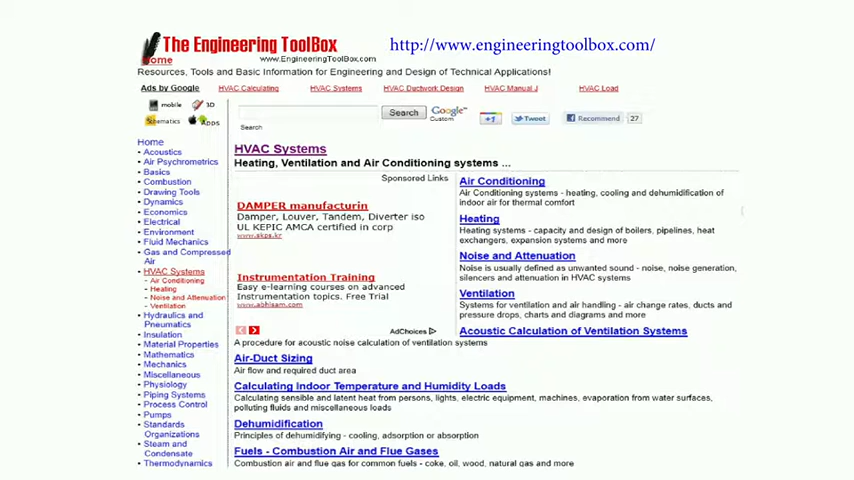 The Engineering ToolBox
http://www.engineeringtoolbox.com/
Home
www.EngineeringToolBox.com
Resources, Tools and Basic Information for Engineering and Design of Technical Applications!
Ads by Google
HVAC Calculating
HVAC Systems
HVAC Ductwork Design
HVAC Manual J
HVAC Load
mobile
3D
Schematics
Apps
Search
Google
Custom
+1
Tweet
Recommend
27
Search
Home
• Acoustics
• Air Psychrometrics
• Basics
• Combustion
• Drawing Tools
• Dynamics
• Economics
• Electrical
• Environment
• Fluid Mechanics
• Gas and Compressed
Air
• HVAC Systems
• Air Conditioning
• Heating
• Noise and Attenuation
• Ventilation
• Hydraulics and
Pneumatics
• Insulation
• Material Properties
• Mathematics
• Mechanics
• Miscellaneous
• Physiology
• Piping Systems
• Process Control
• Pumps
• Standards
Organizations
• Steam and
Condensate
• Thermodynamics
HVAC Systems
Heating, Ventilation and Air Conditioning systems ...
Sponsored Links
DAMPER manufacturin
Damper, Louver, Tandem, Diverter iso
UL KEPIC AMCA certified in corp
www.skps.kr
Instrumentation Training
Easy e-learning courses on advanced
Instrumentation topics. Free Trial
www.abhisam.com
AdChoices
Air Conditioning
Air Conditioning systems - heating, cooling and dehumidification of
indoor air for thermal comfort
Heating
Heating systems - capacity and design of boilers, pipelines, heat
exchangers, expansion systems and more
Noise and Attenuation
Noise is usually defined as unwanted sound - noise, noise generation,
silencers and attenuation in HVAC systems
Ventilation
Systems for ventilation and air handling - air change rates, ducts and
pressure drops, charts and diagrams and more
Acoustic Calculation of Ventilation Systems
A procedure for acoustic noise calculation of ventilation systems
Air-Duct Sizing
Air flow and required duct area
Calculating Indoor Temperature and Humidity Loads
Calculating sensible and latent heat from persons, lights, electric equipment, machines, evaporation from water surfaces,
polluting fluids and miscellaneous loads
Dehumidification
Principles of dehumidifying - cooling, adsorption or absorption
Fuels - Combustion Air and Flue Gases
Combustion air and flue gas for common fuels - coke, oil, wood, natural gas and more